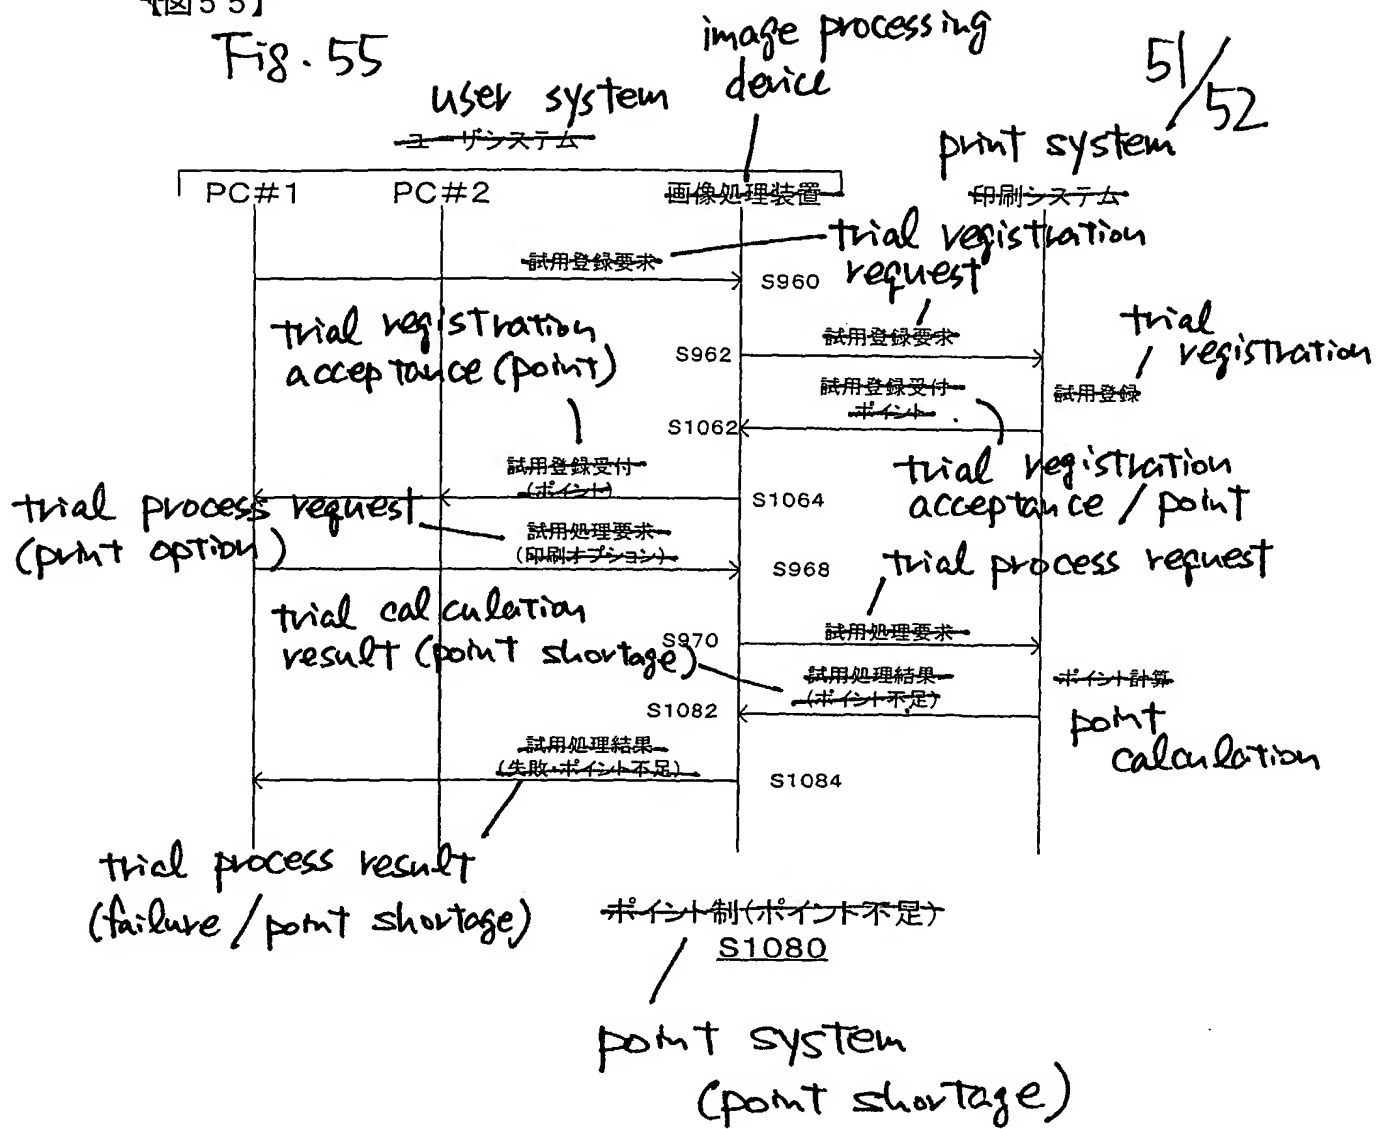 【図55】
Fig. 55
51/52
image processing
device
user system
ユーザシステム
print system
PC#1
PC#2
画像処理装置
印刷システム
試用登録要求
S960
trial registration
request
trial registration
acceptance (point)
S962
試用登録要求
trial
registration
試用登録受付
ポイント
試用登録
S1062
試用登録受付
(ポイント)
S1064
trial registration
acceptance / point
trial process request
(print option)
試用処理要求
(印刷オプション)
S968
trial process request
trial calculation
result (point shortage)
S970
試用処理要求
試用処理結果
(ポイント不足)
ポイント計算
S1082
point
calculation
試用処理結果
(失敗・ポイント不足)
S1084
trial process result
(failure / point shortage)
ポイント制(ポイント不足)
S1080
point system
(point shortage)